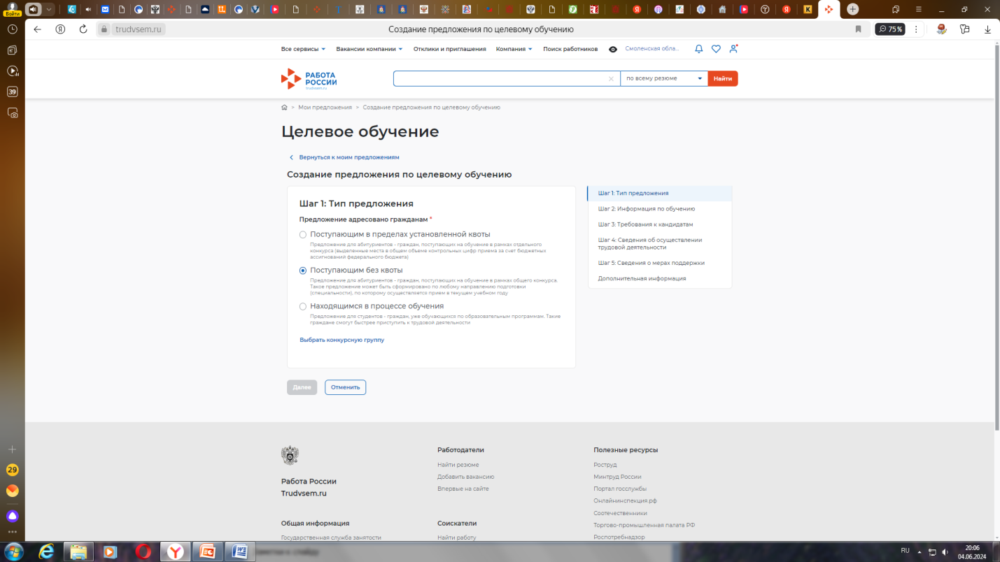 Войти
trudvsem.ru
Создание предложения по целевому обучению
75%
39
Все сервисы
Вакансии компании
Отклики и приглашения
Компания
Поиск работников
Смоленская обла...
РАБОТА
РОССИИ
trudvsem.ru
по всему резюме
Найти
> Мои предложения > Создание предложения по целевому обучению
Целевое обучение
Вернуться к моим предложениям
Создание предложения по целевому обучению
Шаг 1: Тип предложения
Предложение адресовано гражданам *
Поступающим в пределах установленной квоты
Предложение для абитуриентов - граждан, поступающих на обучение в рамках отдельного
конкурса (выделенные места в общем объеме контрольных цифр приема за счет бюджетных
ассигнований федерального бюджета)
Поступающим без квоты
Предложение для абитуриентов - граждан, поступающих на обучение в рамках общего конкурса.
Такое предложение может быть сформировано по любому направлению подготовки
(специальности), по которому осуществляется прием в текущем учебном году
Находящимся в процессе обучения
Предложение для студентов - граждан, уже обучающихся по образовательным программам. Такие
граждане смогут быстрее приступить к трудовой деятельности
Выбрать конкурсную группу
Далее
Отменить
Шаг 1: Тип предложения
Шаг 2: Информация по обучению
Шаг 3: Требования к кандидатам
Шаг 4: Сведения об осуществлении
трудовой деятельности
Шаг 5: Сведения о мерах поддержки
Дополнительная информация
29
Работа России
Trudvsem.ru
Общая информация
Государственная служба занятости
Работодатели
Найти резюме
Добавить вакансию
Впервые на сайте
Соискатели
Найти работу
Полезные ресурсы
Роструд
Минтруд России
Портал госслужбы
Онлайнинспекция.рф
Соотечественники
Торгово-промышленная палата РФ
Роспотребнадзор
Заметки к слайду
RU
20:06
04.06.2024